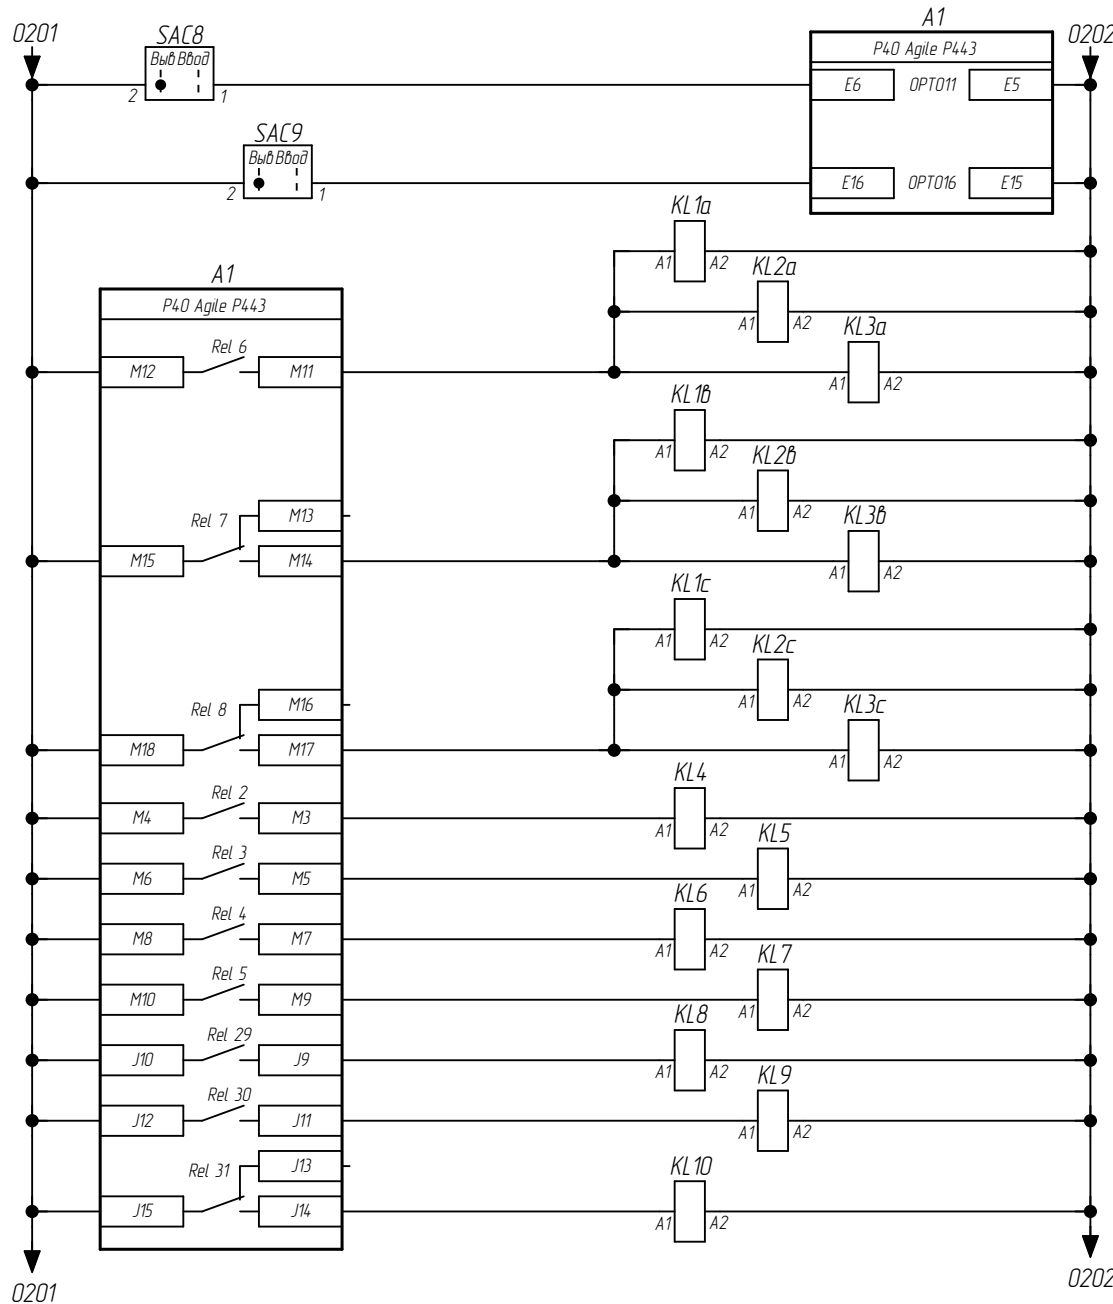 0201
SAC8
Выв Ввод
2
1
A1
P40 Agile P443
E6
OPTO11
E5
0202
SAC9
Выв Ввод
2
1
E16
OPTO16
E15
KL1a
A1
A2
KL2a
A1
A2
KL3a
A1
A2
A1
P40 Agile P443
Rel 6
M12
M11
KL1в
A1
A2
KL2в
A1
A2
KL3в
A1
A2
Rel 7
M13
M15
M14
KL1c
A1
A2
KL2c
A1
A2
KL3c
A1
A2
Rel 8
M16
M18
M17
Rel 2
M4
M3
KL4
A1
A2
Rel 3
M6
M5
KL5
A1
A2
Rel 4
M8
M7
KL6
A1
A2
Rel 5
M10
M9
KL7
A1
A2
Rel 29
J10
J9
KL8
A1
A2
Rel 30
J12
J11
KL9
A1
A2
Rel 31
J13
J15
J14
KL10
A1
A2
0201
0202